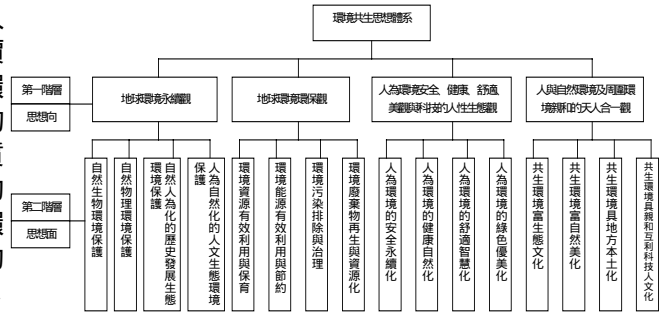 環境共生思想體系
第一階層
思想向
地球環境永續觀
地球環境環保觀
人為環境安全、健康、舒適、
美觀與科技的人性生態觀
人與自然環境及周圍環
境親和的天人合一觀
第二階層
思想面
自然生物環境保護
自然物理環境保護
自然人為化的歷史發展生態
環境保護
人為自然化的人文生態環境
保護
環境資源有效利用與保育
環境能源有效利用與節約
環境污染排除與治理
環境廢棄物再生與資源化
人為環境的安全永續化
人為環境的健康自然化
人為環境的舒適智慧化
人為環境的綠色優美化
共生環境富生態文化
共生環境富自然美化
共生環境具地方本土化
共生環境具親和互利科技人文化